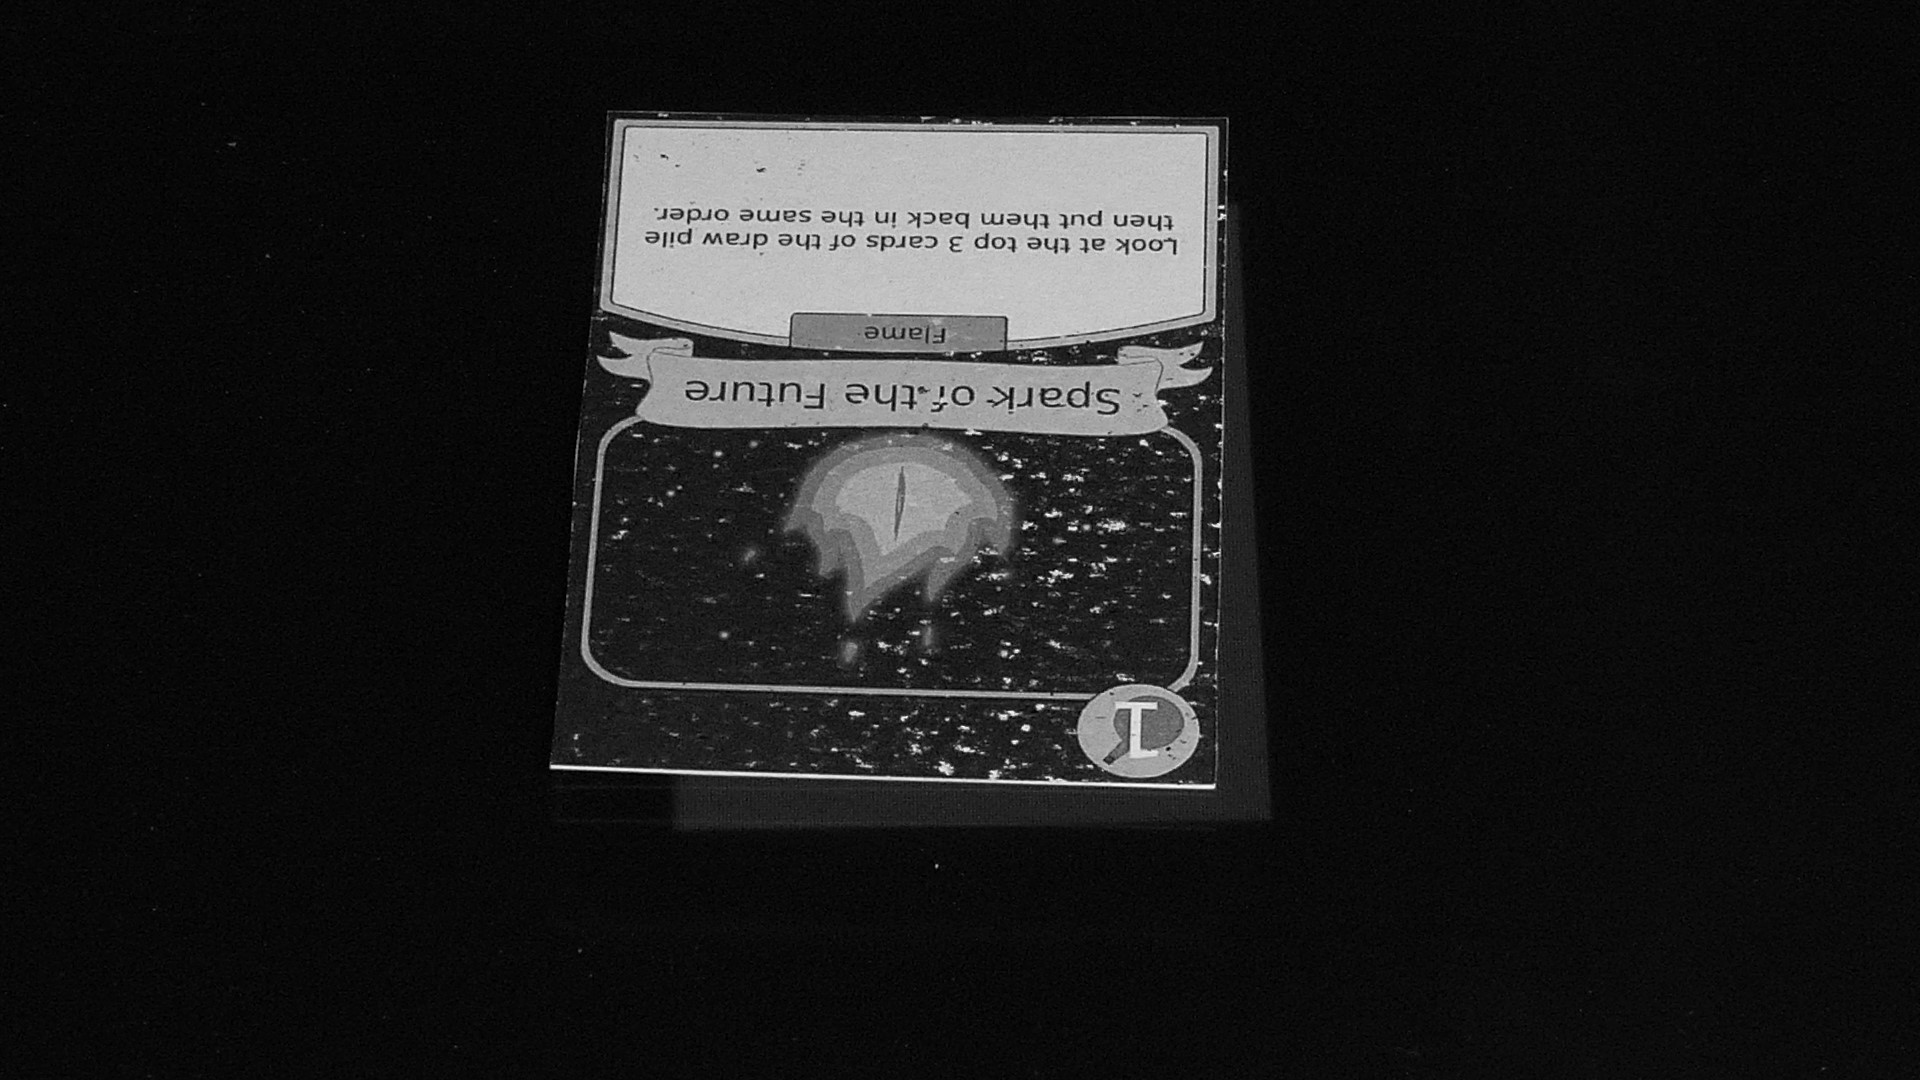 1
Spark of the Future
Flame
Look at the top 3 cards of the draw pile
then put them back in the same order.